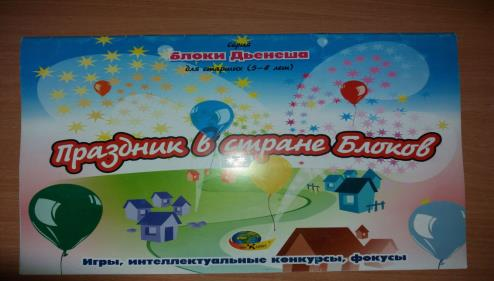 серия
блоки Дьенеша
для старших (5-8 лет)
Праздник в стране Блоков
Игры, интеллектуальные конкурсы, фокусы